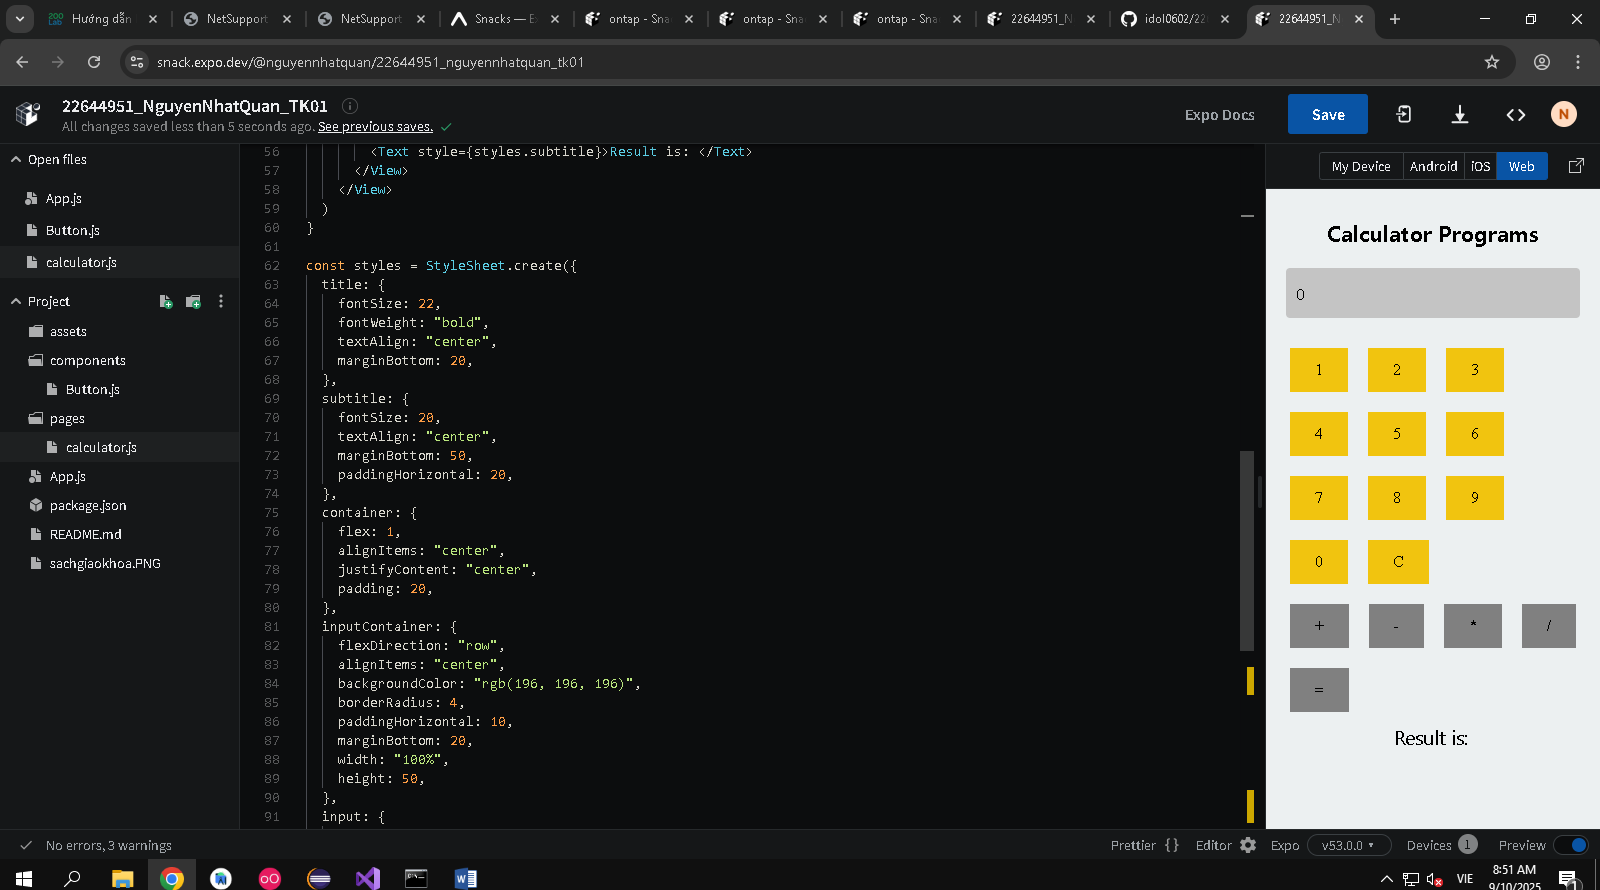 Hướng dẫn
NetSupport
NetSupport
Snacks — E
ontap - Sna
ontap - Sna
ontap - Sna
22644951_N
idol0602/22
22644951_N
snack.expo.dev/@nguyennhatquan/22644951_nguyennhatquan_tk01
22644951_NguyenNhatQuan_TK01
All changes saved less than 5 seconds ago. See previous saves.
Expo Docs
Save
N
Open files
App.js
Button.js
calculator.js
Project
assets
components
Button.js
pages
calculator.js
App.js
package.json
README.md
sachgiaokhoa.PNG
56 <Text style={styles.subtitle}>Result is: </Text>
57 </View>
58 </View>
59 )
60 }
61
62 const styles = StyleSheet.create({
63 title: {
64 fontSize: 22,
65 fontWeight: "bold",
66 textAlign: "center",
67 marginBottom: 20,
68 },
69 subtitle: {
70 fontSize: 20,
71 textAlign: "center",
72 marginBottom: 50,
73 paddingHorizontal: 20,
74 },
75 container: {
76 flex: 1,
77 alignItems: "center",
78 justifyContent: "center",
79 padding: 20,
80 },
81 inputContainer: {
82 flexDirection: "row",
83 alignItems: "center",
84 backgroundColor: "rgb(196, 196, 196)",
85 borderRadius: 4,
86 paddingHorizontal: 10,
87 marginBottom: 20,
88 width: "100%",
89 height: 50,
90 },
91 input: {
My Device Android iOS Web
Calculator Programs
0
1 2 3
4 5 6
7 8 9
0 C
+ - * /
=
Result is:
No errors, 3 warnings
Prettier {} Editor Expo v53.0.0 Devices 1 Preview
VIE
8:51 AM
9/10/2025